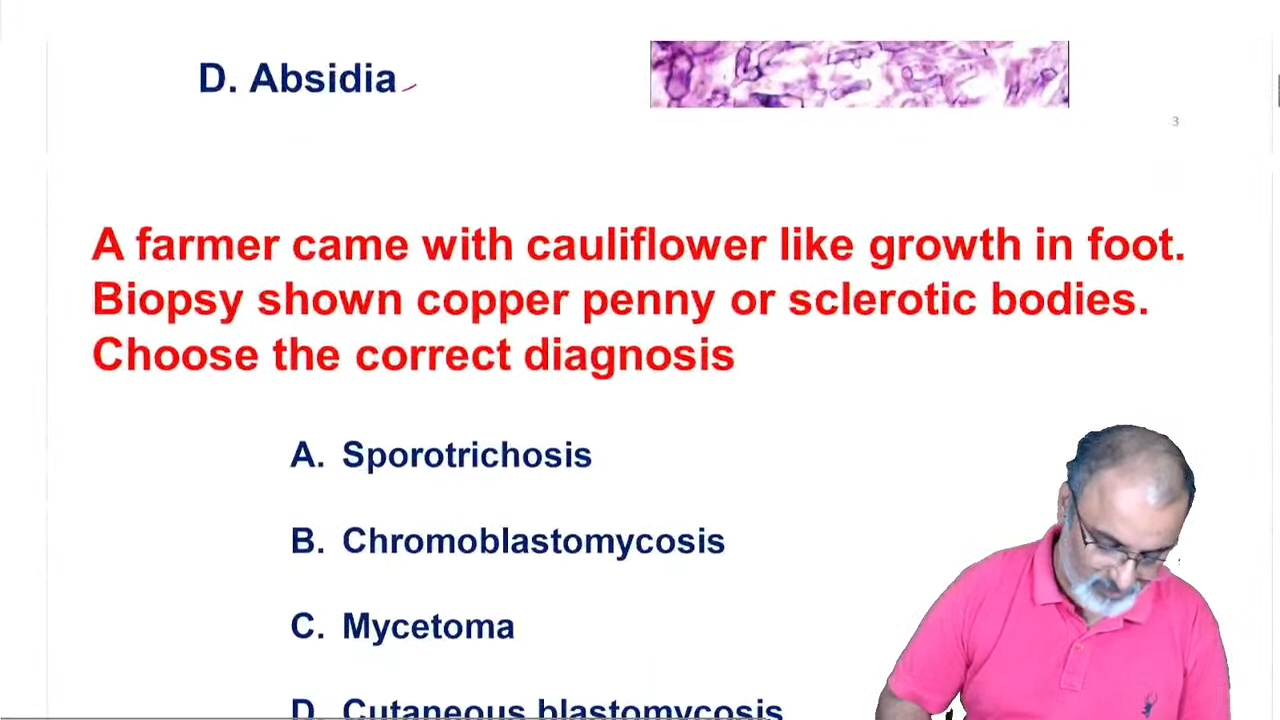 D. Absidia
3
A farmer came with cauliflower like growth in foot.
Biopsy shown copper penny or sclerotic bodies.
Choose the correct diagnosis
A. Sporotrichosis
B. Chromoblastomycosis
C. Mycetoma
D. Cutaneous blastomycosis